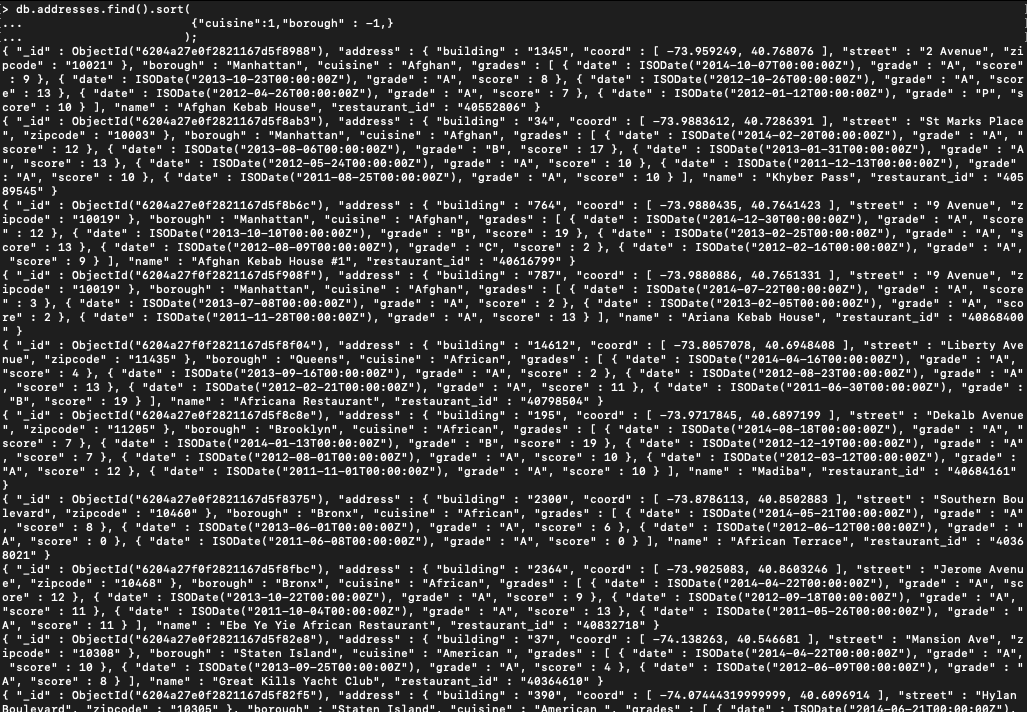 > db.addresses.find().sort(
... {"cuisine":1,"borough" : -1,}
... );
{ "_id" : ObjectId("6204a27e0f2821167d5f8988"), "address" : { "building" : "1345", "coord" : [ -73.959249, 40.768076 ], "street" : "2 Avenue", "zi
pcode" : "10021" }, "borough" : "Manhattan", "cuisine" : "Afghan", "grades" : [ { "date" : ISODate("2014-10-07T00:00:00Z"), "grade" : "A", "score"
 : 9 }, { "date" : ISODate("2013-10-23T00:00:00Z"), "grade" : "A", "score" : 8 }, { "date" : ISODate("2012-10-26T00:00:00Z"), "grade" : "A", "scor
e" : 13 }, { "date" : ISODate("2012-04-26T00:00:00Z"), "grade" : "A", "score" : 7 }, { "date" : ISODate("2012-01-12T00:00:00Z"), "grade" : "P", "s
core" : 10 } ], "name" : "Afghan Kebab House", "restaurant_id" : "40552806" }
{ "_id" : ObjectId("6204a27e0f2821167d5f8ab3"), "address" : { "building" : "34", "coord" : [ -73.9883612, 40.7286391 ], "street" : "St Marks Place
", "zipcode" : "10003" }, "borough" : "Manhattan", "cuisine" : "Afghan", "grades" : [ { "date" : ISODate("2014-02-20T00:00:00Z"), "grade" : "A", "
score" : 12 }, { "date" : ISODate("2013-08-06T00:00:00Z"), "grade" : "B", "score" : 17 }, { "date" : ISODate("2013-01-31T00:00:00Z"), "grade" : "A
", "score" : 13 }, { "date" : ISODate("2012-05-24T00:00:00Z"), "grade" : "A", "score" : 10 }, { "date" : ISODate("2011-12-13T00:00:00Z"), "grade"
: "A", "score" : 10 }, { "date" : ISODate("2011-08-25T00:00:00Z"), "grade" : "A", "score" : 10 } ], "name" : "Khyber Pass", "restaurant_id" : "405
89545" }
{ "_id" : ObjectId("6204a27e0f2821167d5f8b6c"), "address" : { "building" : "764", "coord" : [ -73.9880435, 40.7641423 ], "street" : "9 Avenue", "z
ipcode" : "10019" }, "borough" : "Manhattan", "cuisine" : "Afghan", "grades" : [ { "date" : ISODate("2014-12-30T00:00:00Z"), "grade" : "A", "score"
 : 12 }, { "date" : ISODate("2013-10-10T00:00:00Z"), "grade" : "B", "score" : 19 }, { "date" : ISODate("2013-02-25T00:00:00Z"), "grade" : "A", "s
core" : 13 }, { "date" : ISODate("2012-08-09T00:00:00Z"), "grade" : "C", "score" : 2 }, { "date" : ISODate("2012-02-16T00:00:00Z"), "grade" : "A",
 "score" : 9 } ], "name" : "Afghan Kebab House #1", "restaurant_id" : "40616799" }
{ "_id" : ObjectId("6204a27e0f2821167d5f908f"), "address" : { "building" : "787", "coord" : [ -73.9880886, 40.7651331 ], "street" : "9 Avenue", "z
ipcode" : "10019" }, "borough" : "Manhattan", "cuisine" : "Afghan", "grades" : [ { "date" : ISODate("2014-07-22T00:00:00Z"), "grade" : "A", "score"
 : 3 }, { "date" : ISODate("2013-07-08T00:00:00Z"), "grade" : "A", "score" : 2 }, { "date" : ISODate("2013-02-05T00:00:00Z"), "grade" : "A", "sco
re" : 2 }, { "date" : ISODate("2011-11-28T00:00:00Z"), "grade" : "A", "score" : 13 } ], "name" : "Ariana Kebab House", "restaurant_id" : "40868400
" }
{ "_id" : ObjectId("6204a27e0f2821167d5f8f04"), "address" : { "building" : "14612", "coord" : [ -73.8057078, 40.6948408 ], "street" : "Liberty Ave
nue", "zipcode" : "11435" }, "borough" : "Queens", "cuisine" : "African", "grades" : [ { "date" : ISODate("2014-04-16T00:00:00Z"), "grade" : "A",
"score" : 4 }, { "date" : ISODate("2013-09-16T00:00:00Z"), "grade" : "A", "score" : 2 }, { "date" : ISODate("2012-08-23T00:00:00Z"), "grade" : "A"
, "score" : 13 }, { "date" : ISODate("2012-02-21T00:00:00Z"), "grade" : "A", "score" : 11 }, { "date" : ISODate("2011-06-30T00:00:00Z"), "grade" :
"B", "score" : 19 } ], "name" : "Africana Restaurant", "restaurant_id" : "40798504" }
{ "_id" : ObjectId("6204a27e0f2821167d5f8c8e"), "address" : { "building" : "195", "coord" : [ -73.9717845, 40.6897199 ], "street" : "Dekalb Avenue
", "zipcode" : "11205" }, "borough" : "Brooklyn", "cuisine" : "African", "grades" : [ { "date" : ISODate("2014-08-18T00:00:00Z"), "grade" : "A", "
score" : 7 }, { "date" : ISODate("2014-01-13T00:00:00Z"), "grade" : "B", "score" : 19 }, { "date" : ISODate("2012-12-19T00:00:00Z"), "grade" : "A"
, "score" : 7 }, { "date" : ISODate("2012-08-01T00:00:00Z"), "grade" : "A", "score" : 10 }, { "date" : ISODate("2012-03-12T00:00:00Z"), "grade" :
"A", "score" : 12 }, { "date" : ISODate("2011-11-01T00:00:00Z"), "grade" : "A", "score" : 10 } ], "name" : "Madiba", "restaurant_id" : "40684161"
}
{ "_id" : ObjectId("6204a27e0f2821167d5f8375"), "address" : { "building" : "2300", "coord" : [ -73.8786113, 40.8502883 ], "street" : "Southern Bou
levard", "zipcode" : "10460" }, "borough" : "Bronx", "cuisine" : "African", "grades" : [ { "date" : ISODate("2014-05-21T00:00:00Z"), "grade" : "A"
, "score" : 8 }, { "date" : ISODate("2013-06-01T00:00:00Z"), "grade" : "A", "score" : 6 }, { "date" : ISODate("2012-06-12T00:00:00Z"), "grade" : "
A", "score" : 0 }, { "date" : ISODate("2011-06-08T00:00:00Z"), "grade" : "A", "score" : 0 } ], "name" : "African Terrace", "restaurant_id" : "4036
8021" }
{ "_id" : ObjectId("6204a27e0f2821167d5f8fbc"), "address" : { "building" : "2364", "coord" : [ -73.9025083, 40.8603246 ], "street" : "Jerome Avenu
e", "zipcode" : "10468" }, "borough" : "Bronx", "cuisine" : "African", "grades" : [ { "date" : ISODate("2014-04-22T00:00:00Z"), "grade" : "A", "sc
ore" : 12 }, { "date" : ISODate("2013-10-22T00:00:00Z"), "grade" : "A", "score" : 9 }, { "date" : ISODate("2012-09-18T00:00:00Z"), "grade" : "A",
"score" : 11 }, { "date" : ISODate("2011-10-04T00:00:00Z"), "grade" : "A", "score" : 13 }, { "date" : ISODate("2011-05-26T00:00:00Z"), "grade" : "
A", "score" : 11 } ], "name" : "Ebe Ye Yie African Restaurant", "restaurant_id" : "40832718" }
{ "_id" : ObjectId("6204a27e0f2821167d5f82e8"), "address" : { "building" : "37", "coord" : [ -74.138263, 40.546681 ], "street" : "Mansion Ave", "z
ipcode" : "10308" }, "borough" : "Staten Island", "cuisine" : "American ", "grades" : [ { "date" : ISODate("2014-04-22T00:00:00Z"), "grade" : "A",
 "score" : 10 }, { "date" : ISODate("2013-09-25T00:00:00Z"), "grade" : "A", "score" : 4 }, { "date" : ISODate("2012-06-09T00:00:00Z"), "grade" : "
A", "score" : 8 } ], "name" : "Great Kills Yacht Club", "restaurant_id" : "40364610" }
{ "_id" : ObjectId("6204a27e0f2821167d5f82f5"), "address" : { "building" : "390", "coord" : [ -74.07444319999999, 40.6096914 ], "street" : "Hylan
Boulevard", "zipcode" : "10305" }, "borough" : "Staten Island", "cuisine" : "American ", "grades" : [ { "date" : ISODate("2014-06-21T00:00:00Z"),